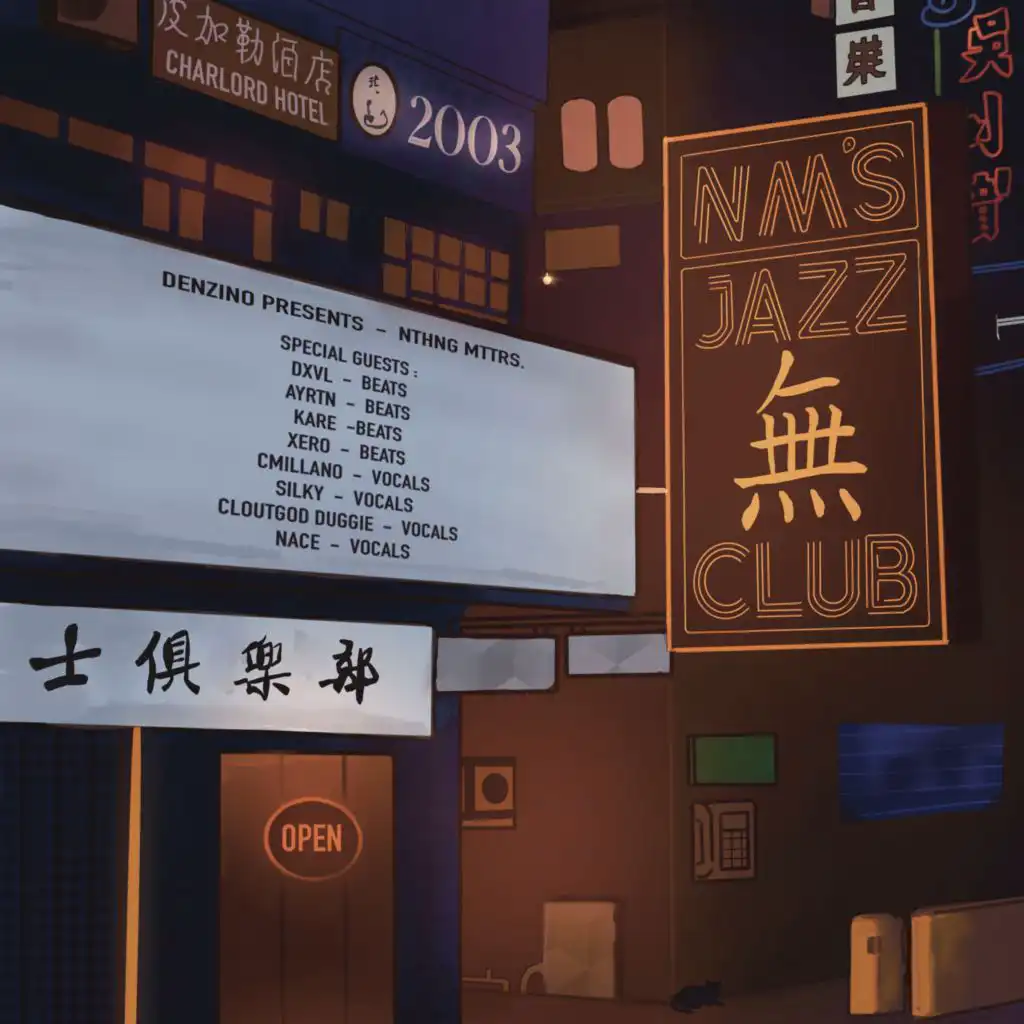 皮加勒酒店
CHARLORD HOTEL
2003
DENZINO PRESENTS – NTHNG MTTRS.
SPECIAL GUESTS :
DXVL – BEATS
AYRTN – BEATS
KARE –BEATS
XERO – BEATS
CMILLANO – VOCALS
SILKY – VOCALS
CLOUTGOD DUGGIE – VOCALS
NACE – VOCALS
NM'S
JAZZ
無
CLUB
士俱樂部
OPEN
吳小